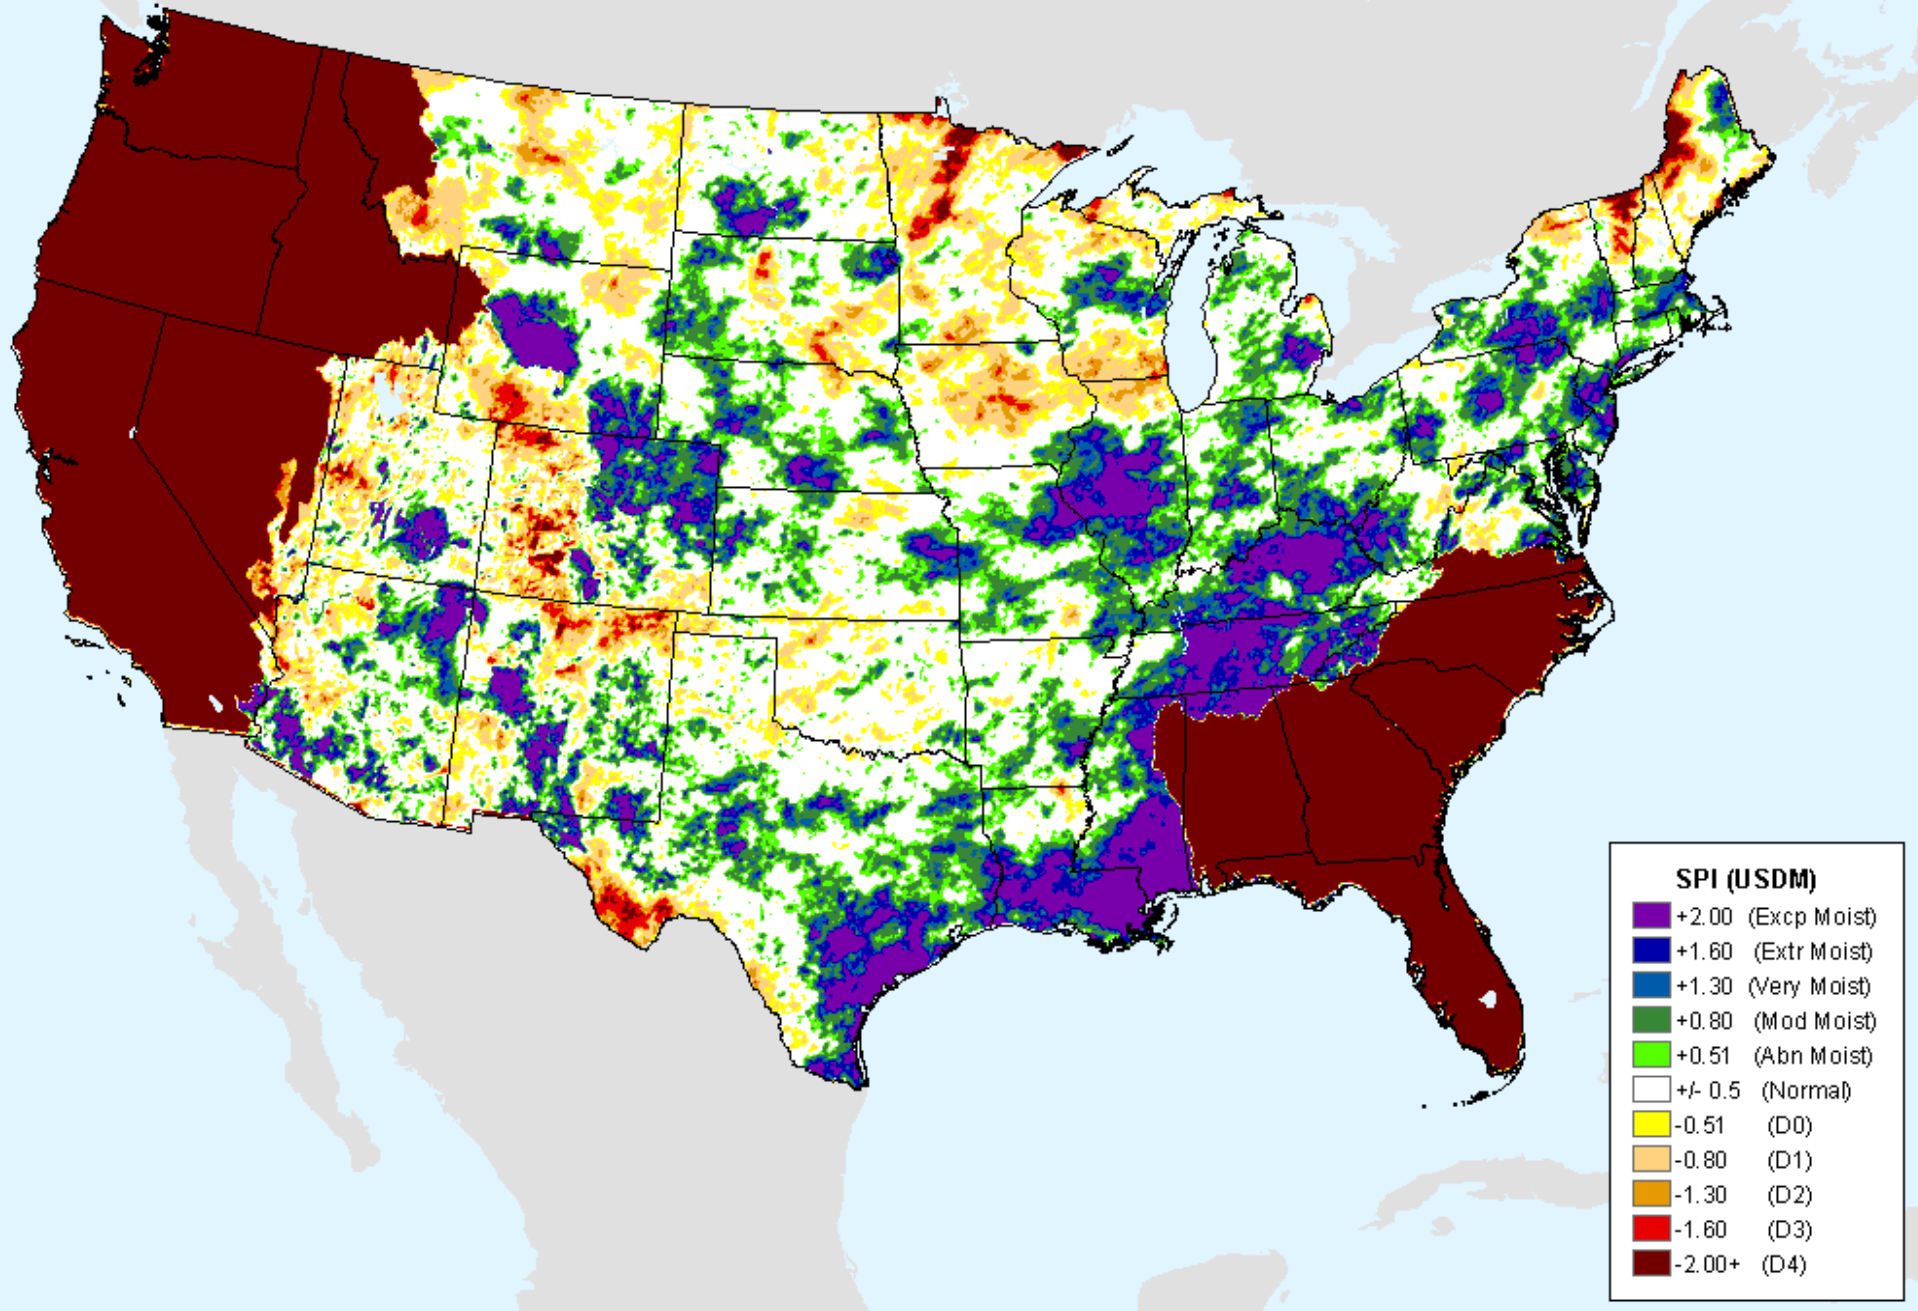 SPI (USDM)
+2.00 (Excp Moist)
+1.60 (Extr Moist)
+1.30 (Very Moist)
+0.80 (Mod Moist)
+0.51 (Abn Moist)
+/- 0.5 (Normal)
-0.51 (D0)
-0.80 (D1)
-1.30 (D2)
-1.60 (D3)
-2.00+ (D4)